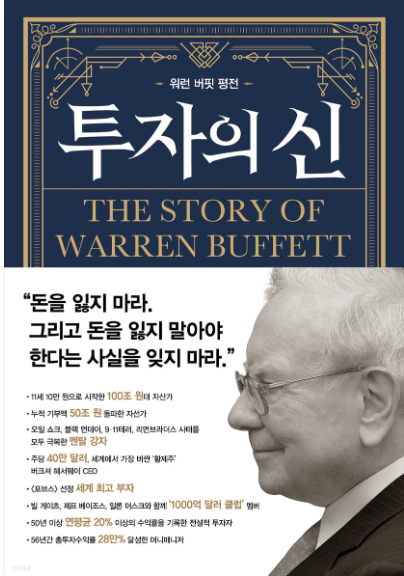 워런 버핏 평전
투자의 신
THE STORY OF
WARREN BUFFETT
“돈을 잃지 마라.
그리고 돈을 잃지 말아야
한다는 사실을 잊지 마라.”
• 11세 10만 원으로 시작한 100조 원대 자산가
• 누적 기부액 50조 원 돌파한 자선가
• 오일 쇼크, 블랙 먼데이, 9·11테러, 리먼브라더스 사태를
모두 극복한 멘탈 강자
• 주당 40만 달러, 세계에서 가장 비싼 ‘황제주’
버크셔 해서웨이 CEO
• 〈포브스〉 선정 세계 최고 부자
• 빌 게이츠, 제프 베이조스, 일론 머스크와 함께 ‘1000억 달러 클럽’ 멤버
• 50년 이상 연평균 20% 이상의 수익률을 기록한 전설적 투자자
• 56년간 총투자수익률 28만% 달성한 머니매니저